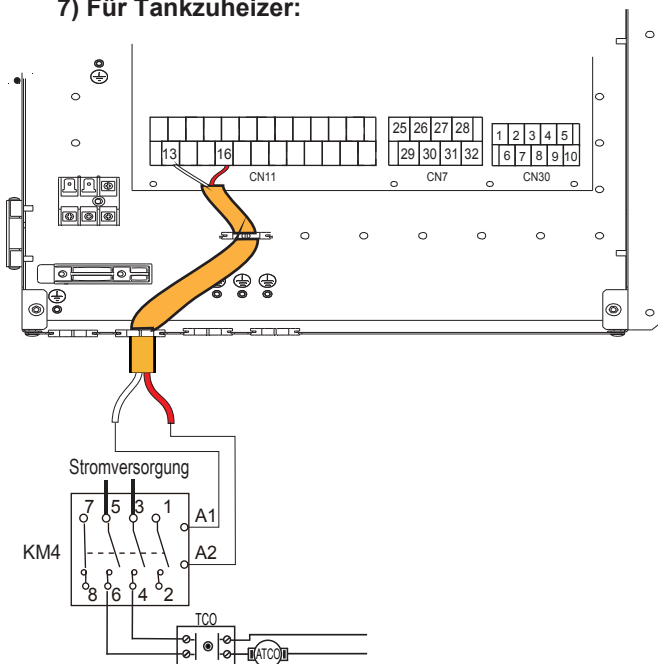 7) Für Tankzuheizer:
25 26 27 28
1 2 3 4 5
13 16
29 30 31 32
6 7 8 9 10
CN11 CN7 CN30
Stromversorgung
7 5 3 1
A1
KM4
A2
8 6 4 2
TCO
ATCO